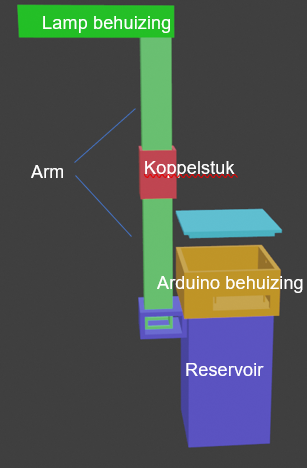 Lamp behuizing
Koppelstuk
Arm
Arduino behuizing
Reservoir